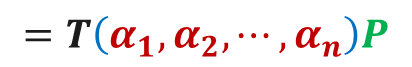 = T(α₁, α₂, ⋯, αₙ)P